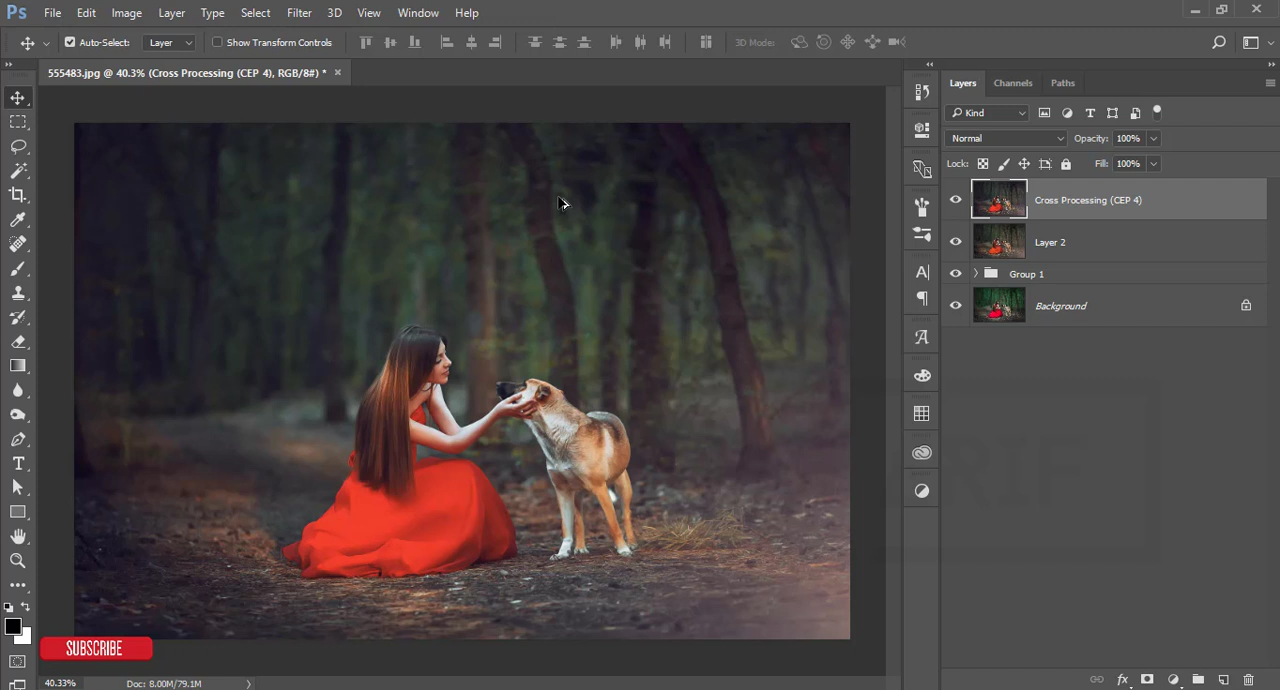 Ps File Edit Image Layer Type Select Filter 3D View Window Help
Auto-Select: Layer Show Transform Controls 3D Mode:
555483.jpg @ 40.3% (Cross Processing (CEP 4), RGB/8#) * ×
Layers Channels Paths
Kind
Normal Opacity: 100%
Lock: Fill: 100%
Cross Processing (CEP 4)
Layer 2
Group 1
Background
SUBSCRIBE
40.33% Doc: 8.00M/79.1M